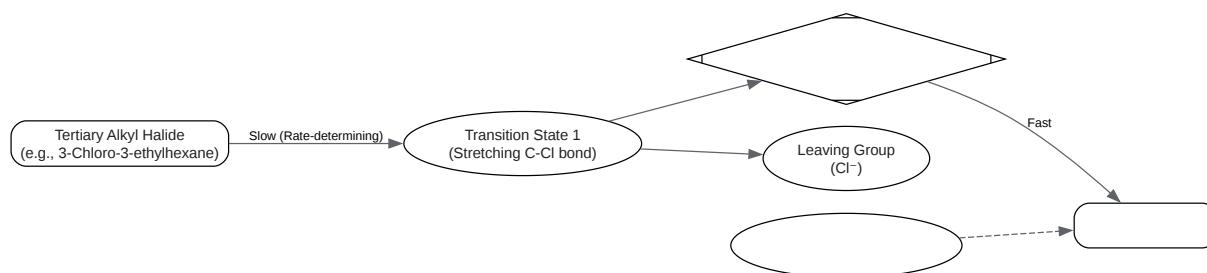 Tertiary Alkyl Halide
(e.g., 3-Chloro-3-ethylhexane)
Slow (Rate-determining)
Transition State 1
(Stretching C-Cl bond)
Leaving Group
(Cl⁻)
Fast